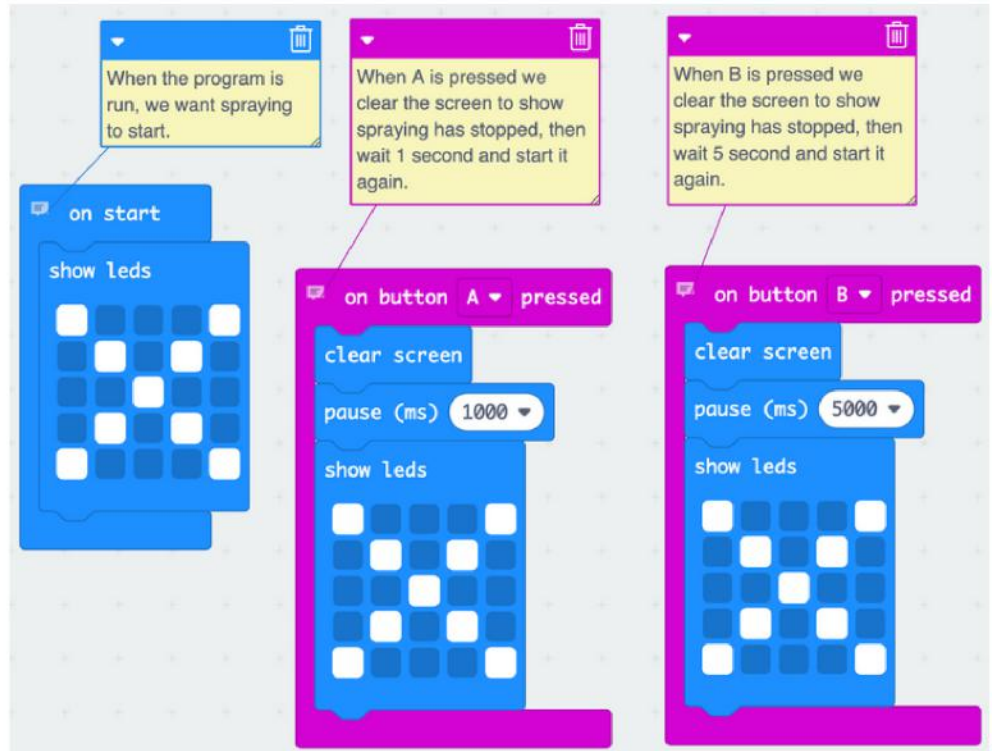 When the program is
run, we want spraying
to start.
When A is pressed we
clear the screen to show
spraying has stopped, then
wait 1 second and start it
again.
When B is pressed we
clear the screen to show
spraying has stopped, then
wait 5 second and start it
again.
on start
show leds
on button A pressed
clear screen
pause (ms) 1000
show leds
on button B pressed
clear screen
pause (ms) 5000
show leds